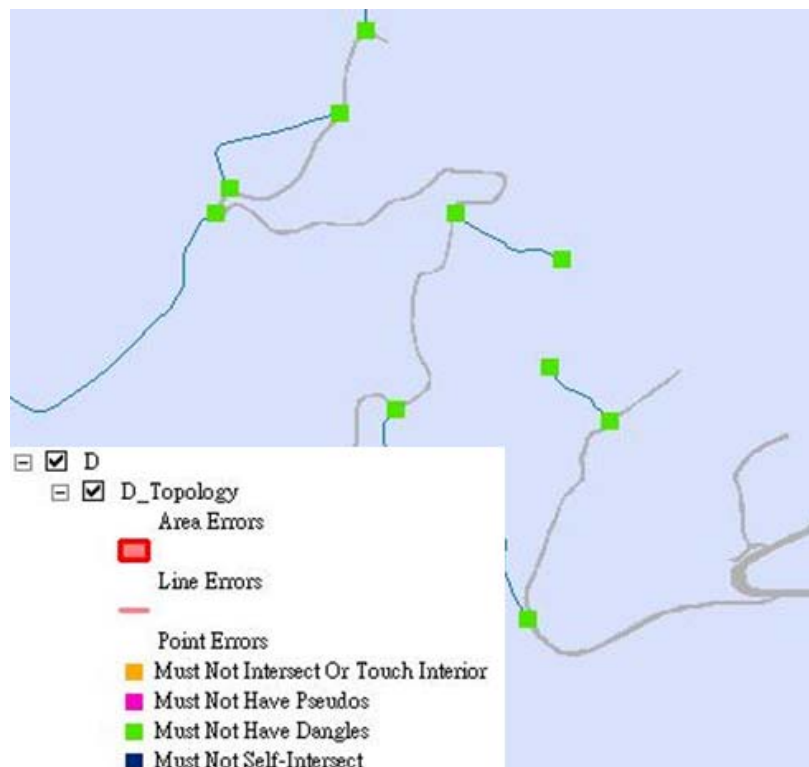 D
D_Topology
Area Errors
Line Errors
Point Errors
Must Not Intersect Or Touch Interior
Must Not Have Pseudos
Must Not Have Dangles
Must Not Self-Intersect